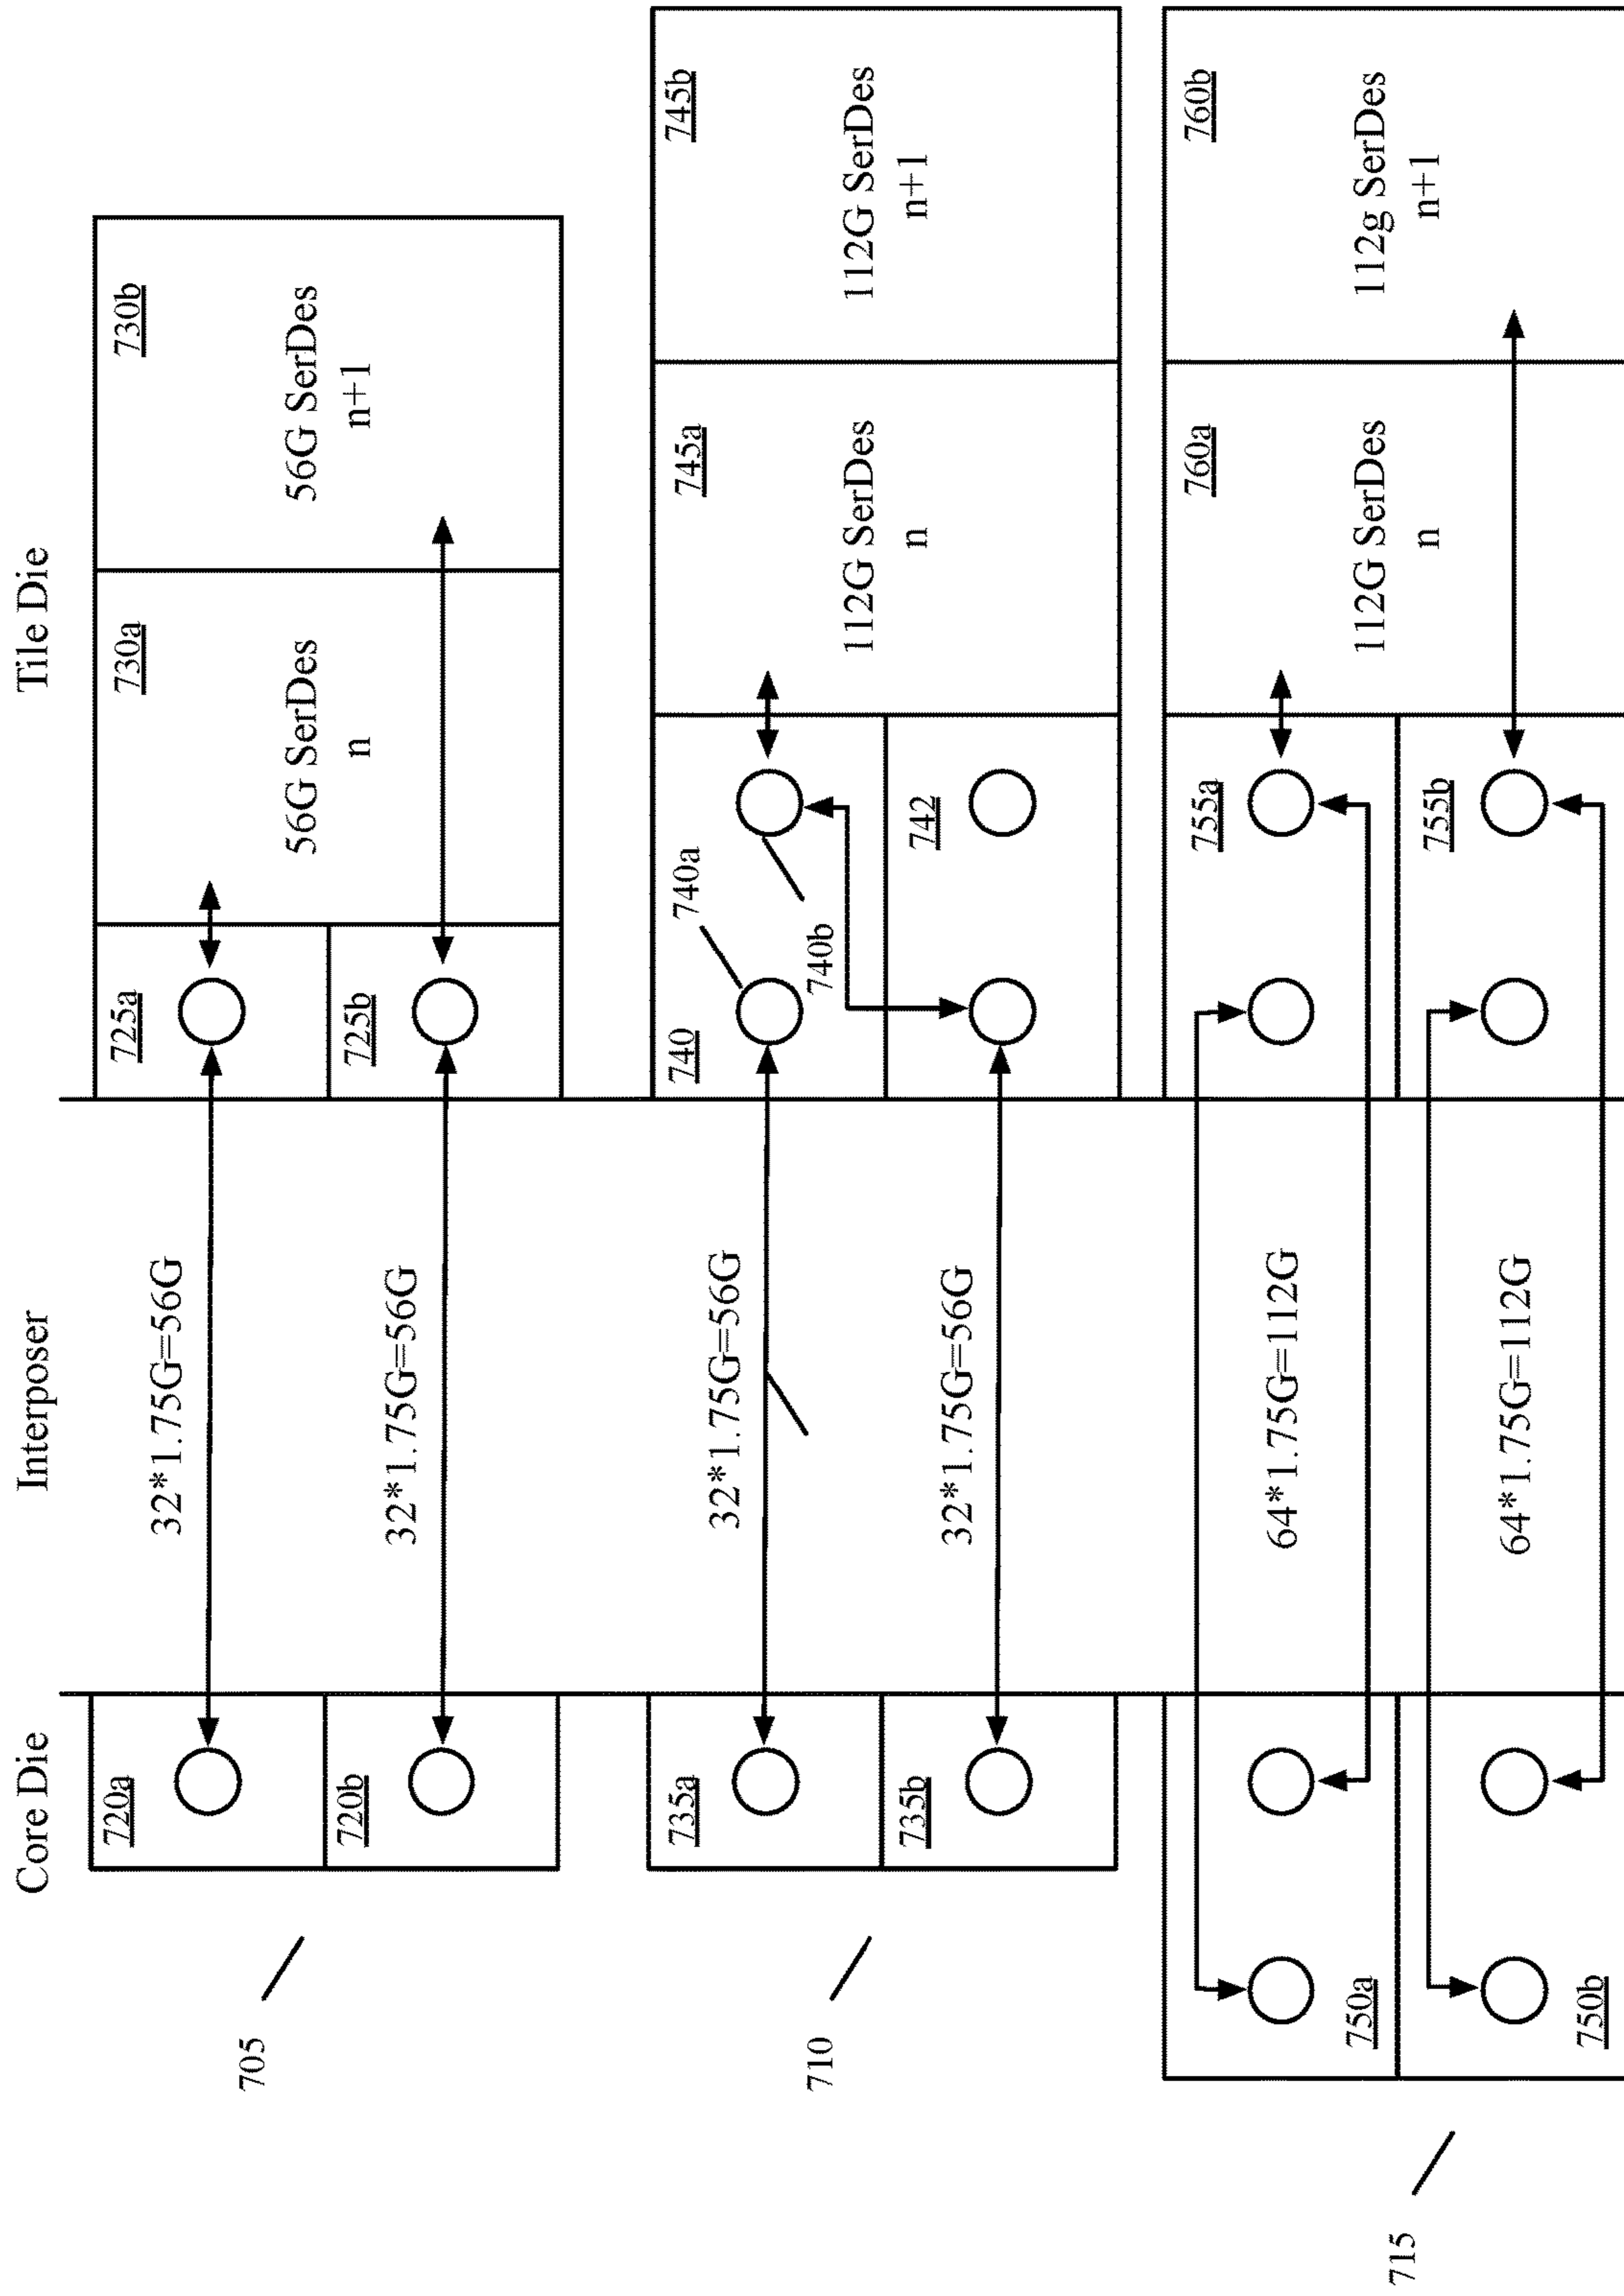 Core Die
Interposer
Tile Die
705
720a
32*1.75G=56G
725a
730a
56G SerDes
n
730b
56G SerDes
n+1
720b
32*1.75G=56G
725b
710
735a
32*1.75G=56G
740
740a
740b
745a
112G SerDes
n
745b
112G SerDes
n+1
735b
32*1.75G=56G
742
715
750a
64*1.75G=112G
755a
760a
112G SerDes
n
760b
112g SerDes
n+1
750b
64*1.75G=112G
755b